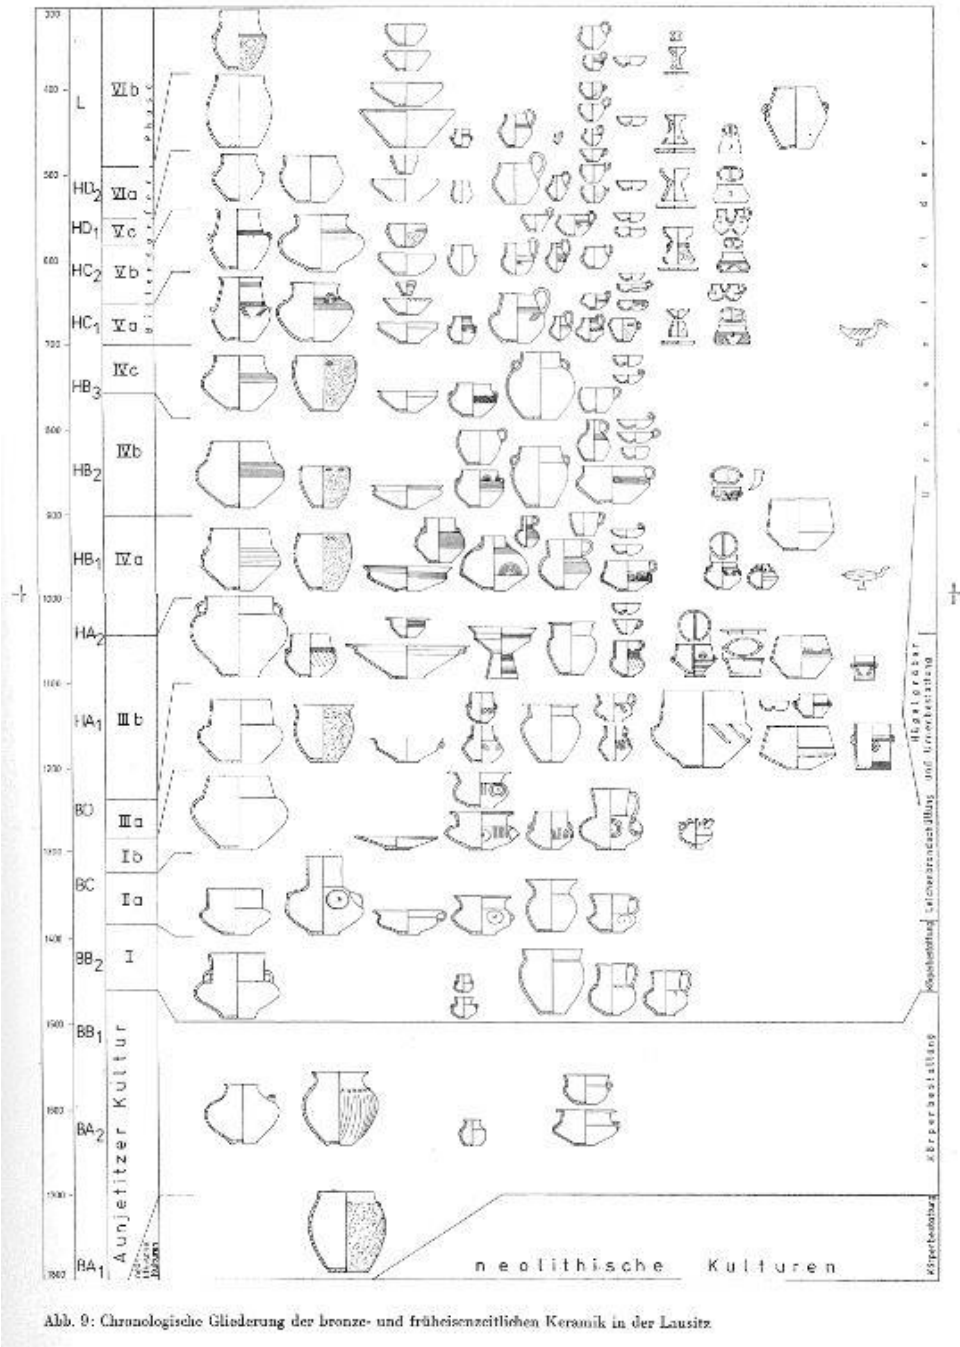 300
400
L
VIb
500
HD2
VIa
HD1
Vc
600
HC2
Vb
HC1
Va
700
IVc
HB3
800
IVb
HB2
900
HB1
IVa
1000
HA2
1100
HA1
IIIb
1200
BD
IIIa
1300
Ib
BC
IIa
1400
BB2
I
1500
BB1
1600
BA2
1700
BA1
1800
Billendorfer Phase
Aunjetitzer Kultur
Urnenfelder
Hügelgräber
Leichenbrandschüttung und Urnenbestattung
Körperbestattung
Körperbestattung
Körperbestattung
neolithische Kulturen
Abb. 9: Chronologische Gliederung der bronze- und früheisenzeitlichen Keramik in der Lausitz